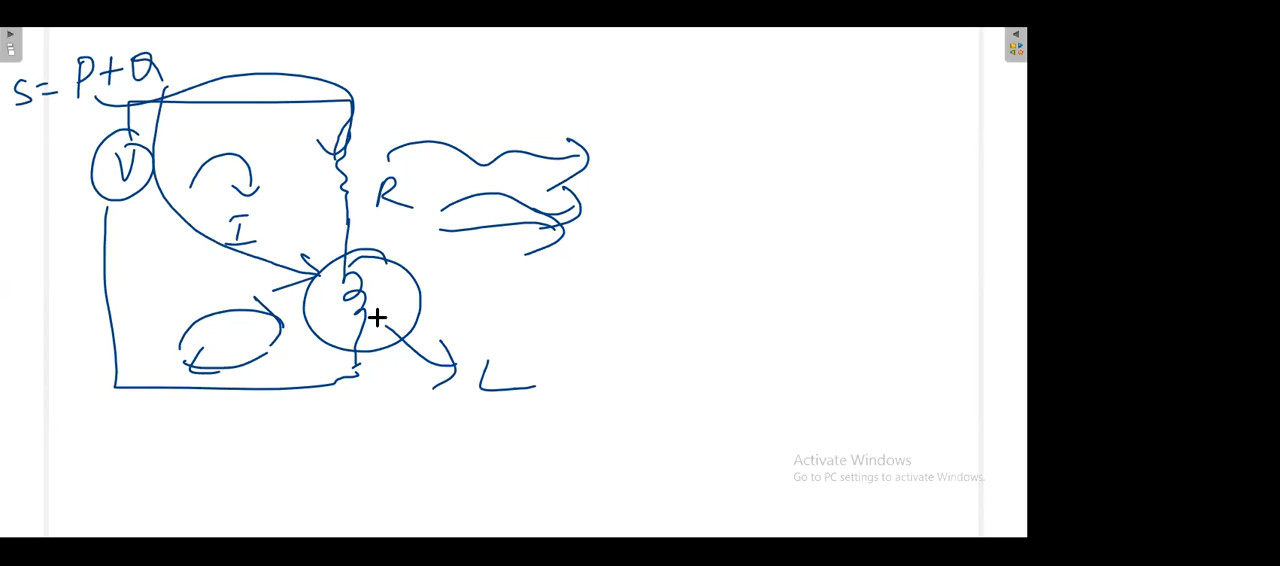 S = P + Q
V
I
R
L
Activate Windows
Go to PC settings to activate Windows.